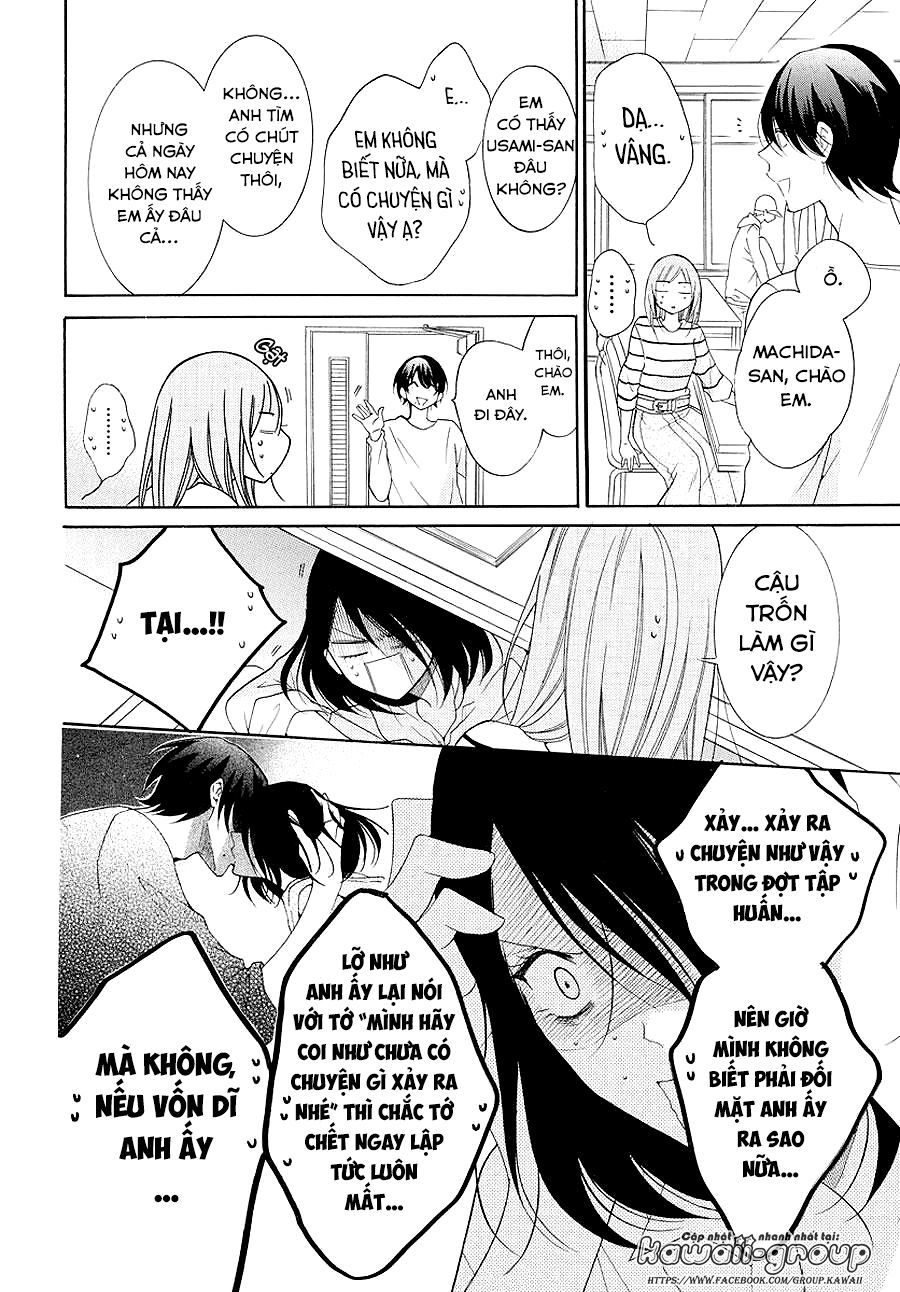 Ồ.
MACHIDA-
SAN, CHÀO
EM.
DẠ...
VÂNG.
EM
CÓ THẤY
USAMI-SAN
ĐÂU
KHÔNG?
E...
EM KHÔNG
BIẾT NỮA, MÀ
CÓ CHUYỆN GÌ
VẬY Ạ?
KHÔNG...
ANH TÌM
CÓ CHÚT
CHUYỆN
THÔI,
NHƯNG
CẢ NGÀY
HÔM NAY
KHÔNG THẤY
EM ẤY ĐÂU
CẢ...
THÔI,
CHÀO
EM.
ANH
ĐI ĐÂY.
GẬT
CẬU
TRỐN
LÀM GÌ
VẬY?
TẠI...!!
XẢY... XẢY RA
CHUYỆN NHƯ VẬY
TRONG ĐỢT TẬP
HUẤN...
NÊN GIỜ
MÌNH KHÔNG
BIẾT PHẢI ĐỐI
MẶT ANH ẤY
RA SAO
NỮA...
LỠ NHƯ
ANH ẤY LẠI NÓI
VỚI TỚ "MÌNH HÃY
COI NHƯ CHƯA CÓ
CHUYỆN GÌ XẢY RA
NHÉ" THÌ CHẮC TỚ
CHẾT NGAY LẬP
TỨC LUÔN
MẤT...
MÀ KHÔNG,
NẾU VỐN DĨ
ANH ẤY
...
Cập nhật nhanh nhất tại:
kawaii-group
HTTPS://WWW.FACEBOOK.COM/GROUP.KAWAII